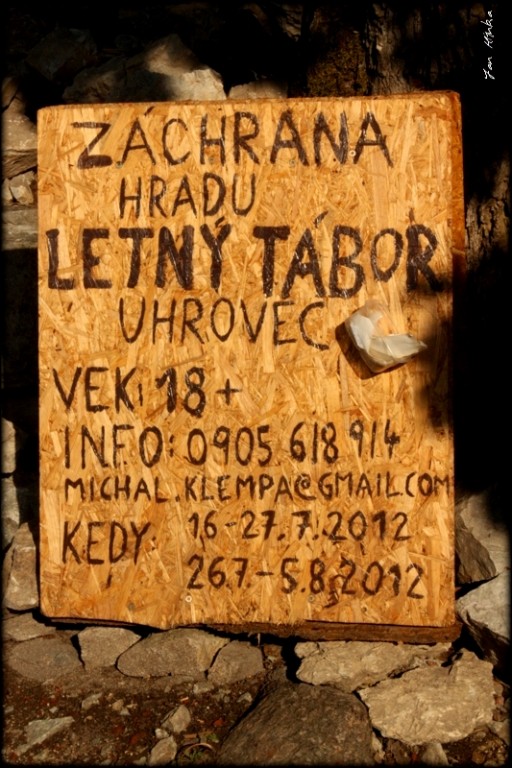 ZÁCHRANA
HRADU
LETNÝ TÁBOR
UHROVEC
VEK: 18+
INFO: 0905 618 914
MICHAL.KLEMPA@GMAIL.COM
KEDY: 16-27.7.2012
26.7-5.8.2012